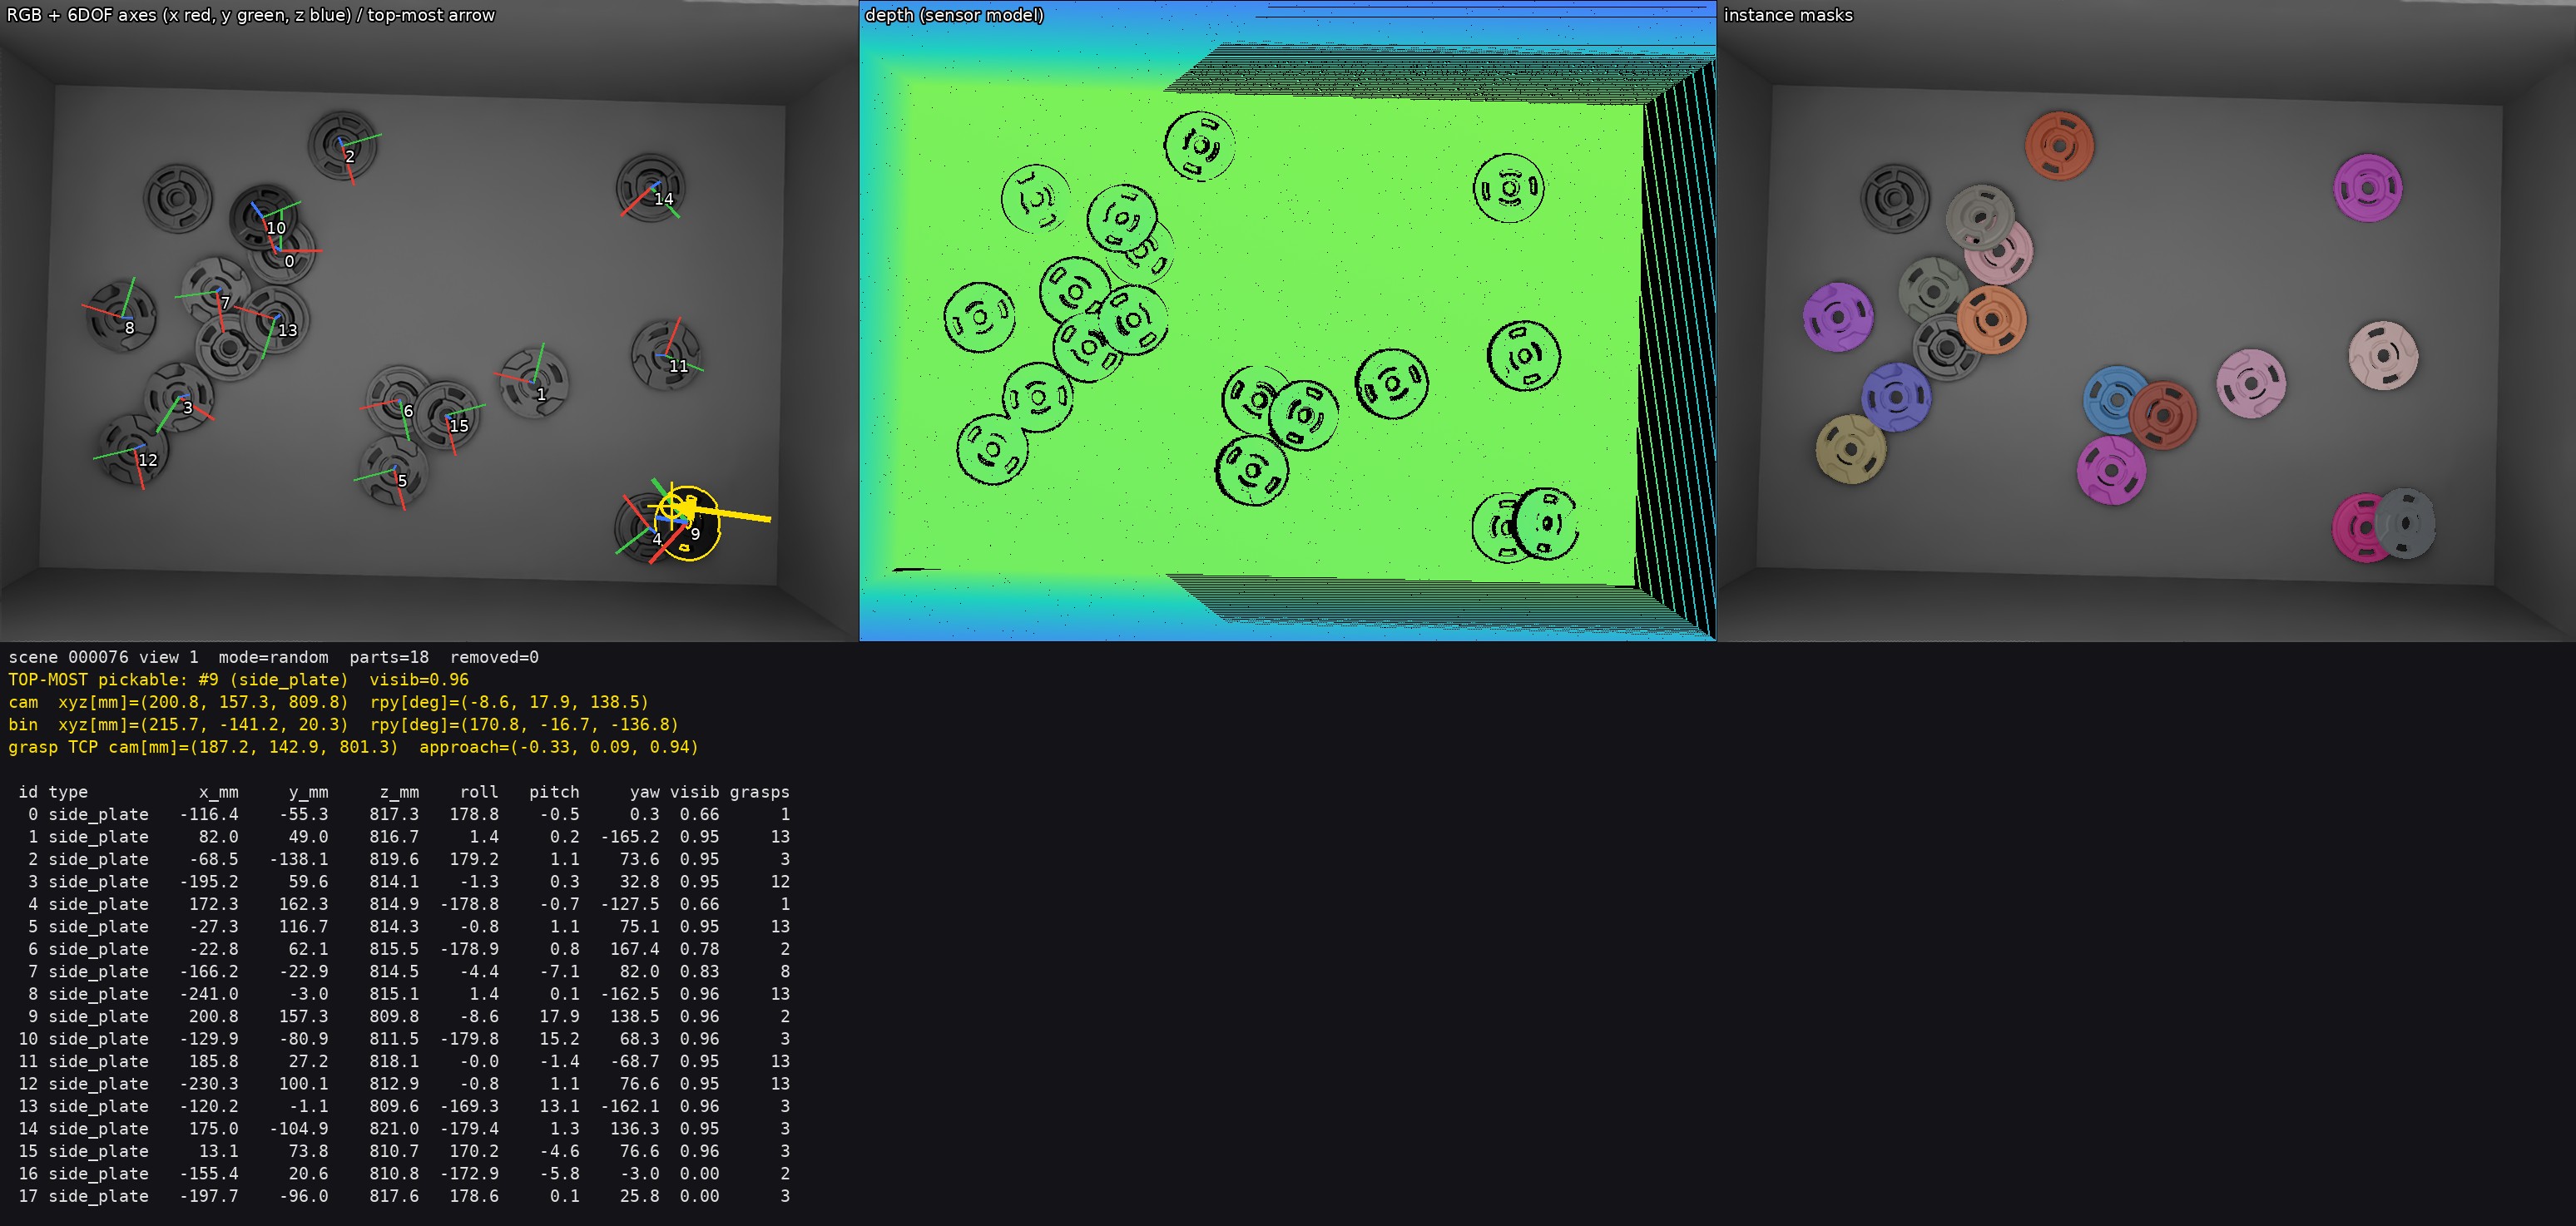 RGB + 6DOF axes (x red, y green, z blue) / top-most arrow
depth (sensor model)
instance masks
2
14
10
0
7
13
8
11
1
3
6
15
12
5
4
9
scene 000076 view 1 mode=random parts=18 removed=0
TOP-MOST pickable: #9 (side_plate) visib=0.96
cam xyz[mm]=(200.8, 157.3, 809.8) rpy[deg]=(-8.6, 17.9, 138.5)
bin xyz[mm]=(215.7, -141.2, 20.3) rpy[deg]=(170.8, -16.7, -136.8)
grasp TCP cam[mm]=(187.2, 142.9, 801.3) approach=(-0.33, 0.09, 0.94)
id type x_mm y_mm z_mm roll pitch yaw visib grasps
0 side_plate -116.4 -55.3 817.3 178.8 -0.5 0.3 0.66 1
1 side_plate 82.0 49.0 816.7 1.4 0.2 -165.2 0.95 13
2 side_plate -68.5 -138.1 819.6 179.2 1.1 73.6 0.95 3
3 side_plate -195.2 59.6 814.1 -1.3 0.3 32.8 0.95 12
4 side_plate 172.3 162.3 814.9 -178.8 -0.7 -127.5 0.66 1
5 side_plate -27.3 116.7 814.3 -0.8 1.1 75.1 0.95 13
6 side_plate -22.8 62.1 815.5 -178.9 0.8 167.4 0.78 2
7 side_plate -166.2 -22.9 814.5 -4.4 -7.1 82.0 0.83 8
8 side_plate -241.0 -3.0 815.1 1.4 0.1 -162.5 0.96 13
9 side_plate 200.8 157.3 809.8 -8.6 17.9 138.5 0.96 2
10 side_plate -129.9 -80.9 811.5 -179.8 15.2 68.3 0.96 3
11 side_plate 185.8 27.2 818.1 -0.0 -1.4 -68.7 0.95 13
12 side_plate -230.3 100.1 812.9 -0.8 1.1 76.6 0.95 13
13 side_plate -120.2 -1.1 809.6 -169.3 13.1 -162.1 0.96 3
14 side_plate 175.0 -104.9 821.0 -179.4 1.3 136.3 0.95 3
15 side_plate 13.1 73.8 810.7 170.2 -4.6 76.6 0.96 3
16 side_plate -155.4 20.6 810.8 -172.9 -5.8 -3.0 0.00 2
17 side_plate -197.7 -96.0 817.6 178.6 0.1 25.8 0.00 3